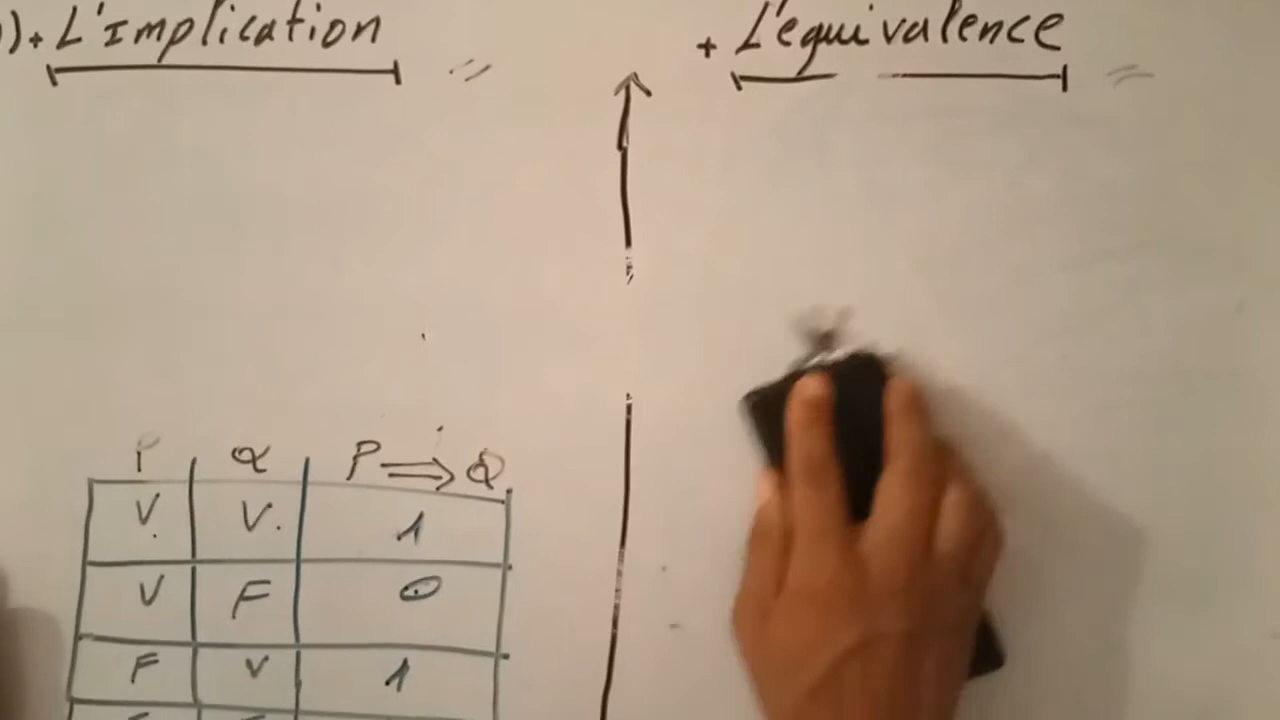 )+ L'Implication
+ L'équivalence
P Q P ⟹ Q
V V. 1
V F 0
F V 1